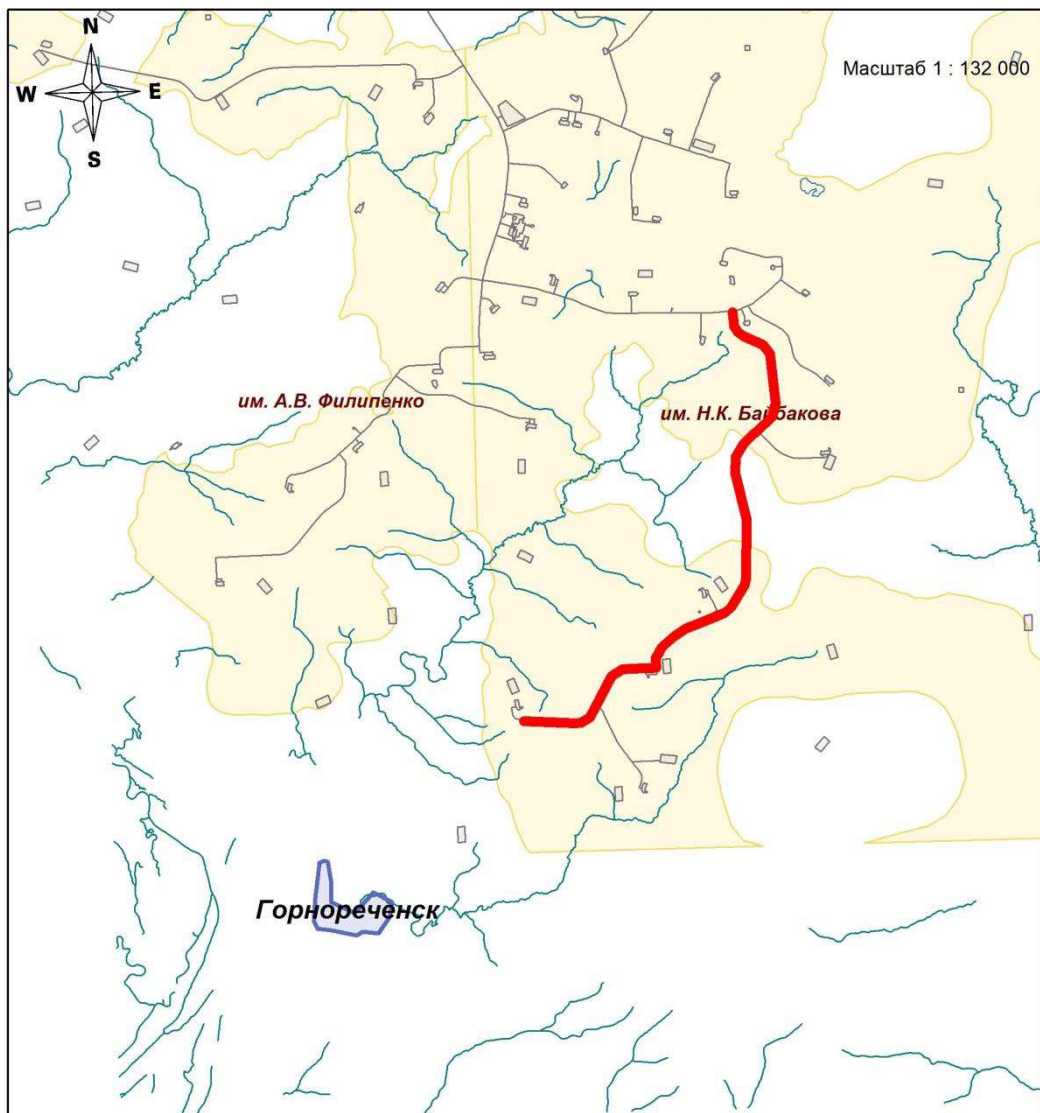 N
Масштаб 1 : 132 000
W E
S
им. А.В. Филипенко
им. Н.К. Байбакова
Горнореченск